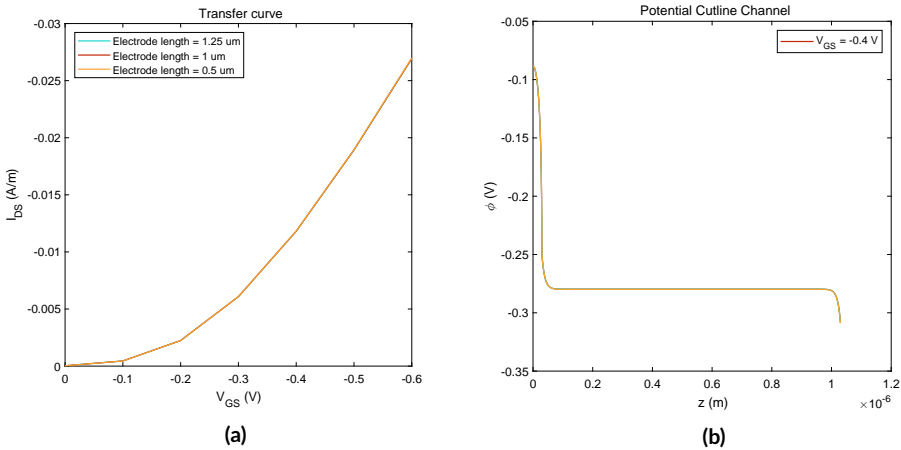 Transfer curve
-0.03
-0.025
-0.02
-0.015
-0.01
-0.005
0
I_DS (A/m)
Electrode length = 1.25 um
Electrode length = 1 um
Electrode length = 0.5 um
0 -0.1 -0.2 -0.3 -0.4 -0.5 -0.6
V_GS (V)
(a)
Potential Cutline Channel
-0.05
-0.1
-0.15
-0.2
-0.25
-0.3
-0.35
ϕ (V)
V_GS = -0.4 V
0 0.2 0.4 0.6 0.8 1 1.2
z (m)
×10^-6
(b)